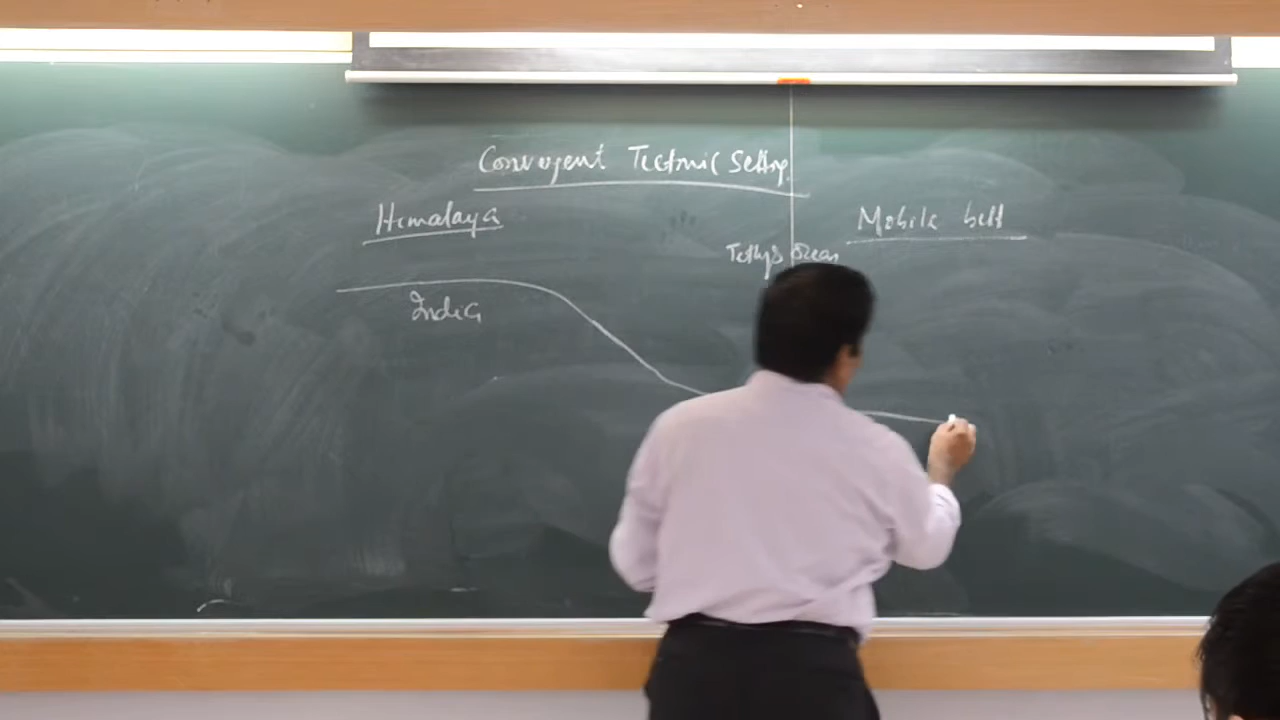 Convergent Tectonic Setting
Himalaya
Mobile belt
Tethys Ocean
India